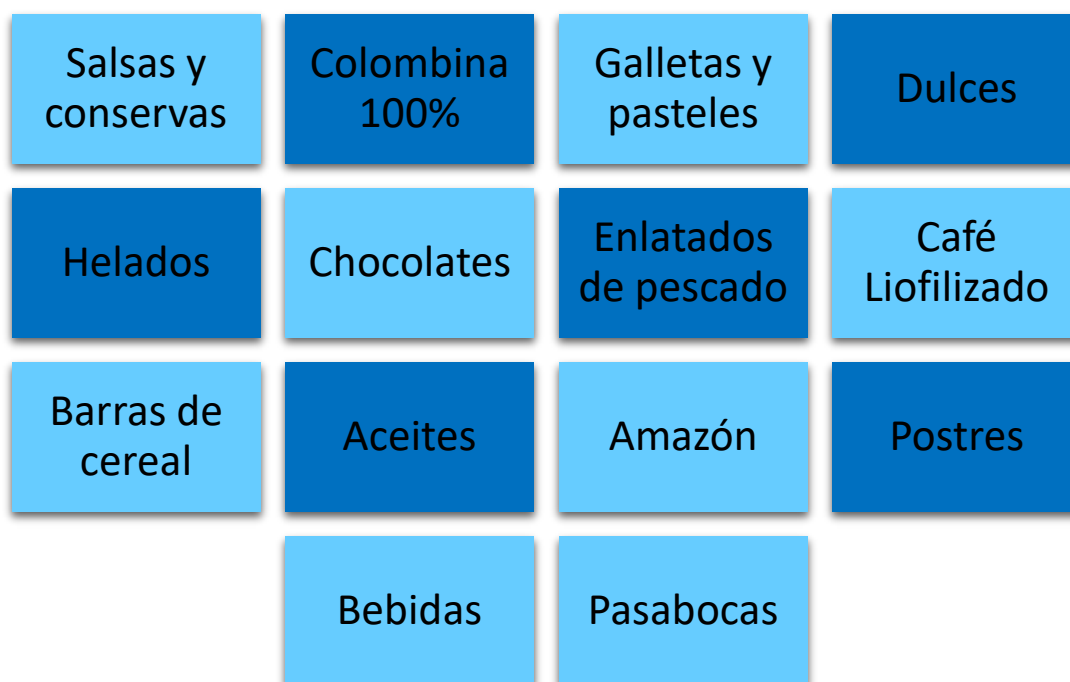 Salsas y
conservas
Colombina
100%
Galletas y
pasteles
Dulces
Helados
Chocolates
Enlatados
de pescado
Café
Liofilizado
Barras de
cereal
Aceites
Amazón
Postres
Bebidas
Pasabocas